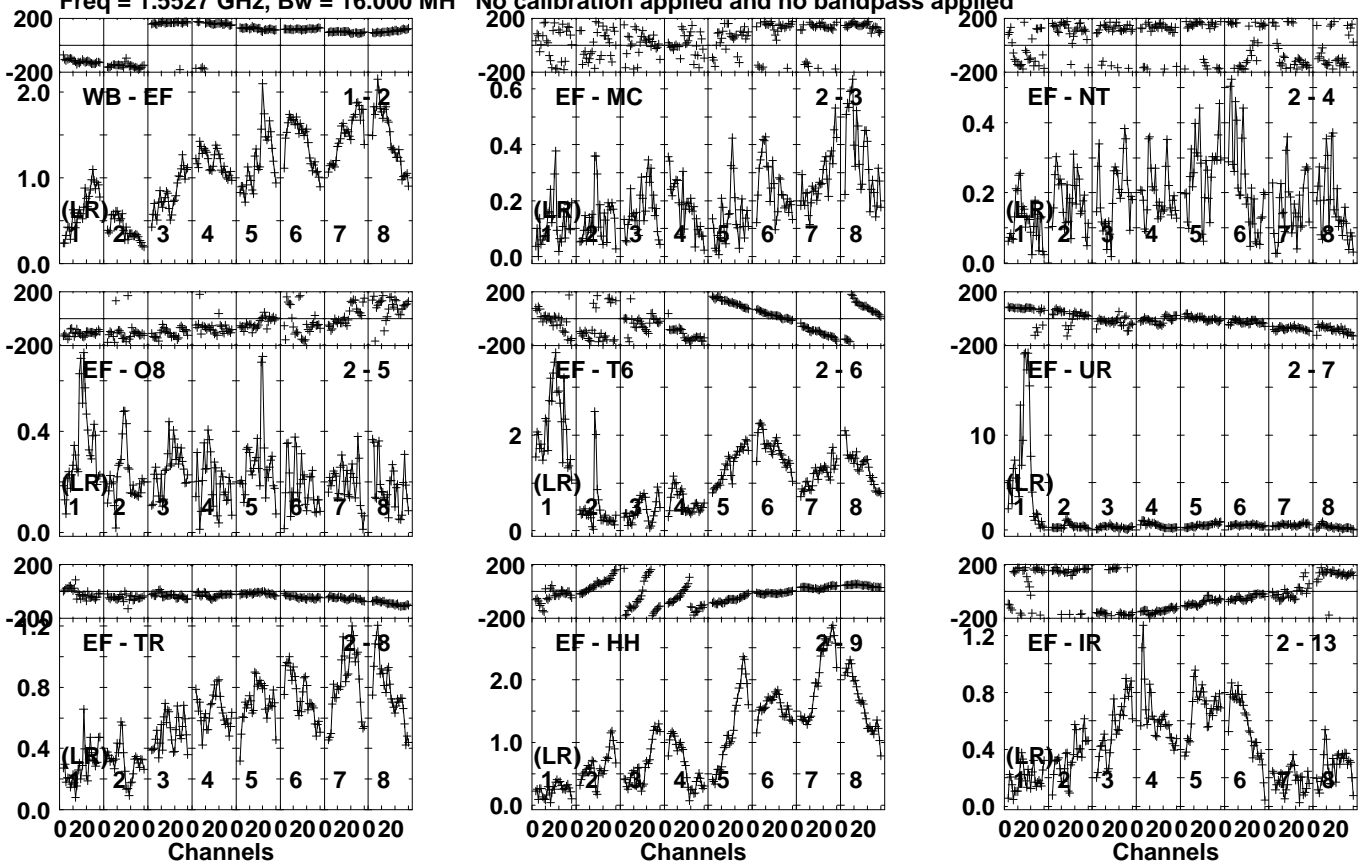 Freq = 1.5527 GHz, Bw = 16.000 MH No calibration applied and no bandpass applied
200 200 200
-200 -200 -200
WB - EF 1 - 2 EF - MC 2 - 3 EF - NT 2 - 4
2.0 0.6
0.4 0.4
1.0
0.2 0.2
(LR) (LR) (LR)
1 2 3 4 5 6 7 8 1 2 3 4 5 6 7 8 1 2 3 4 5 6 7 8
0.0 0.0 0.0
200 200 200
-200 -200 -200
EF - O8 2 - 5 EF - T6 2 - 6 EF - UR 2 - 7
0.4 2 10
(LR) (LR) (LR)
1 2 3 4 5 6 7 8 1 2 3 4 5 6 7 8 1 2 3 4 5 6 7 8
0.0 0 0
200 200 200
-200 -200 -200
1.2 1.2
EF - TR 2 - 8 EF - HH 2 - 9 EF - IR 2 - 13
0.8 2.0 0.8
0.4 1.0 0.4
(LR) (LR) (LR)
1 2 3 4 5 6 7 8 1 2 3 4 5 6 7 8 1 2 3 4 5 6 7 8
0.0 0.0 0.0
0 20 0 20 0 20 0 20 0 20 0 20 0 20 0 20 0 20 0 20 0 20 0 20 0 20 0 20 0 20 0 20 0 20 0 20 0 20 0 20 0 20 0 20 0 20 0 20
Channels Channels Channels